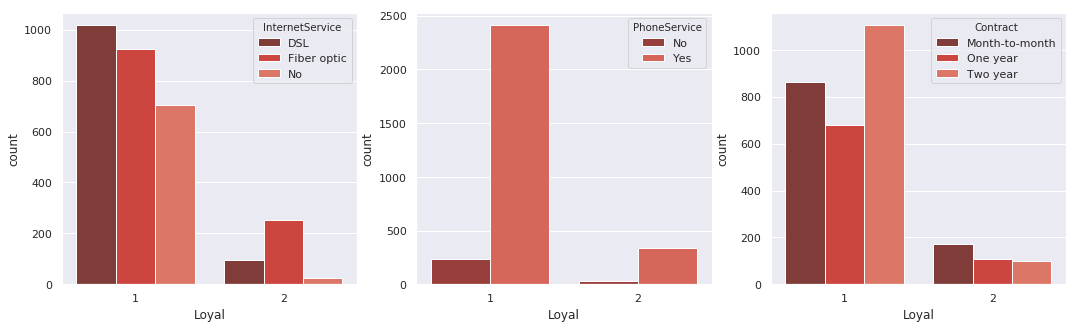 InternetService
DSL
Fiber optic
No
1000
800
600
400
200
0
count
1
2
Loyal
PhoneService
No
Yes
2500
2000
1500
1000
500
0
count
1
2
Loyal
Contract
Month-to-month
One year
Two year
1000
800
600
400
200
0
count
1
2
Loyal